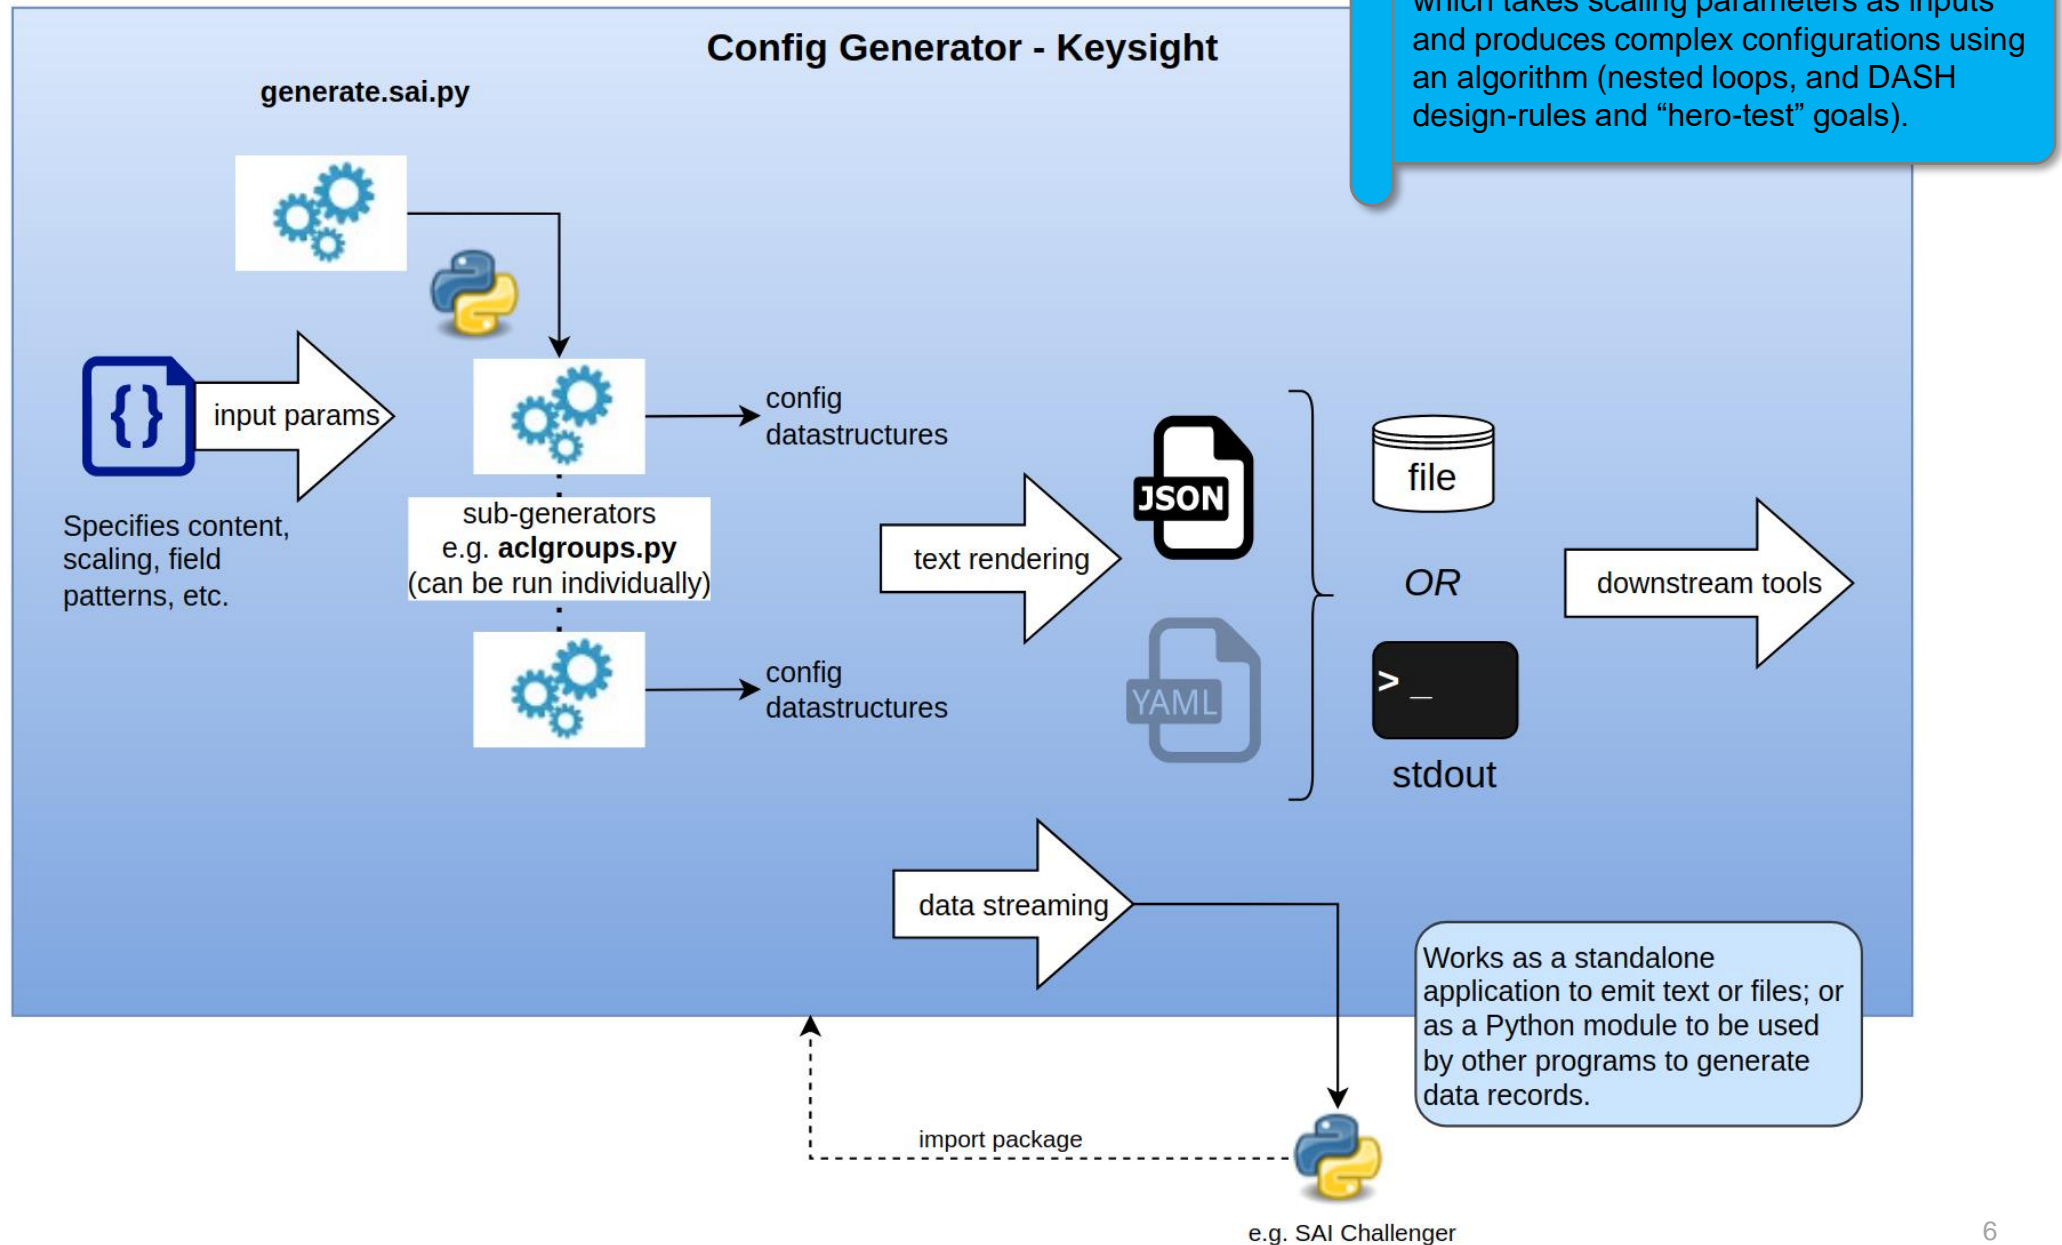 which takes scaling parameters as inputs
and produces complex configurations using
an algorithm (nested loops, and DASH
design-rules and “hero-test” goals).
Config Generator - Keysight
generate.sai.py
{}
input params
Specifies content,
scaling, field
patterns, etc.
config
datastructures
sub-generators
e.g. aclgroups.py
(can be run individually)
config
datastructures
text rendering
JSON
YAML
file
OR
> _
stdout
downstream tools
data streaming
Works as a standalone
application to emit text or files; or
as a Python module to be used
by other programs to generate
data records.
import package
e.g. SAI Challenger
6